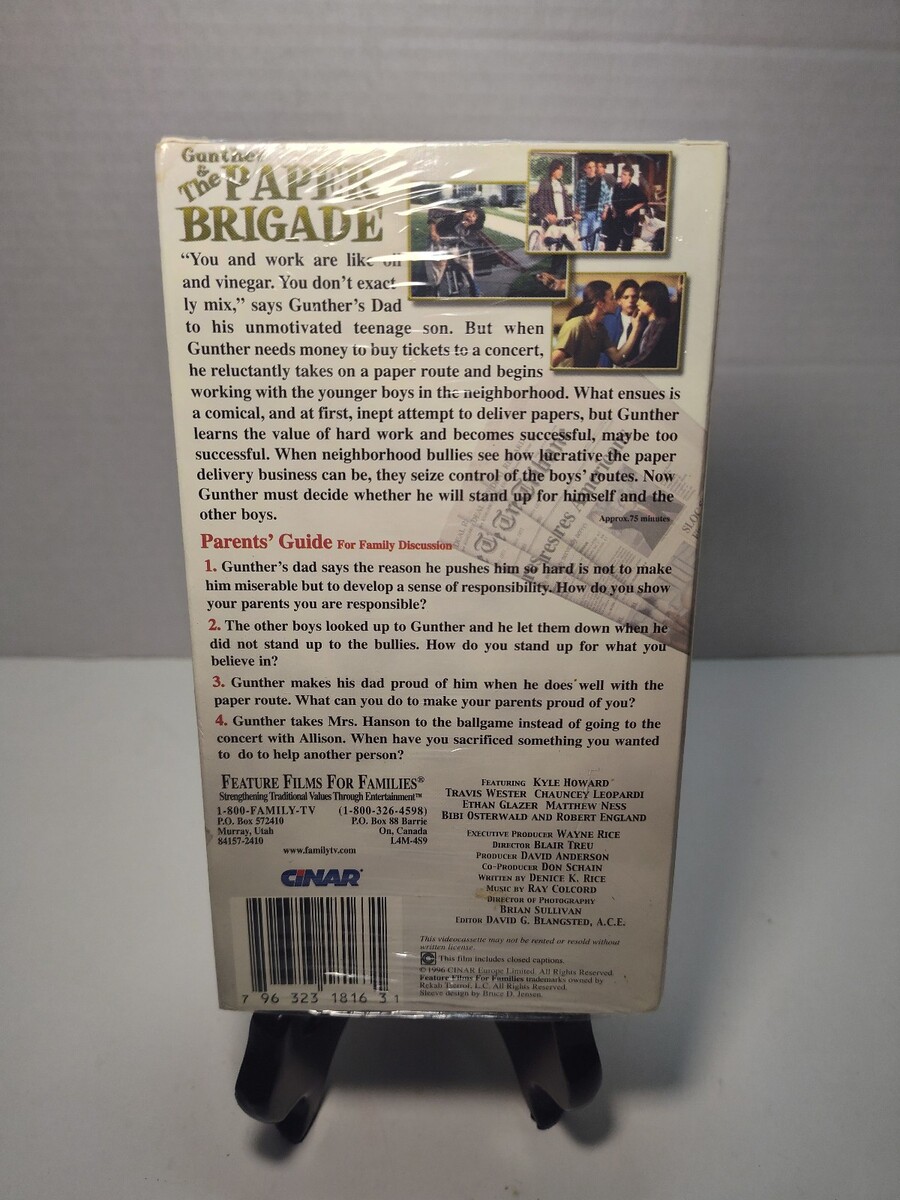 Gunther
& The PAPER
BRIGADE
"You and work are like oil
and vinegar. You don't exact
ly mix," says Gunther's Dad
to his unmotivated teenage son. But when
Gunther needs money to buy tickets to a concert,
he reluctantly takes on a paper route and begins
working with the younger boys in the neighborhood. What ensues is
a comical, and at first, inept attempt to deliver papers, but Gunther
learns the value of hard work and becomes successful, maybe too
successful. When neighborhood bullies see how lucrative the paper
delivery business can be, they seize control of the boys' routes. Now
Gunther must decide whether he will stand up for himself and the
other boys.
Approx.75 minutes
Parents' Guide For Family Discussion
1. Gunther's dad says the reason he pushes him so hard is not to make
him miserable but to develop a sense of responsibility. How do you show
your parents you are responsible?
2. The other boys looked up to Gunther and he let them down when he
did not stand up to the bullies. How do you stand up for what you
believe in?
3. Gunther makes his dad proud of him when he does well with the
paper route. What can you do to make your parents proud of you?
4. Gunther takes Mrs. Hanson to the ballgame instead of going to the
concert with Allison. When have you sacrificed something you wanted
to do to help another person?
FEATURE FILMS FOR FAMILIES®
Strengthening Traditional Values Through Entertainment™
1-800-FAMILY-TV (1-800-326-4598)
P.O. Box 572410 P.O. Box 88 Barrie
Murray, Utah On, Canada
84157-2410 L4M-4S9
www.familytv.com
CINAR
7 96 323 1816 3 1
FEATURING KYLE HOWARD
TRAVIS WESTER CHAUNCEY LEOPARDI
ETHAN GLAZER MATTHEW NESS
BIBI OSTERWALD AND ROBERT ENGLAND
EXECUTIVE PRODUCER WAYNE RICE
DIRECTOR BLAIR TREU
PRODUCER DAVID ANDERSON
CO-PRODUCER DON SCHAIN
WRITTEN BY DENICE K. RICE
MUSIC BY RAY COLCORD
DIRECTOR OF PHOTOGRAPHY
BRIAN SULLIVAN
EDITOR DAVID G. BLANGSTED, A.C.E.
This videocassette may not be rented or resold without
written license.
This film includes closed captions.
© 1996 CINAR Europe Limited. All Rights Reserved.
Feature Films For Families trademarks owned by
L.C. All Rights Reserved.
Sleeve design by Bruce D. Jensen.